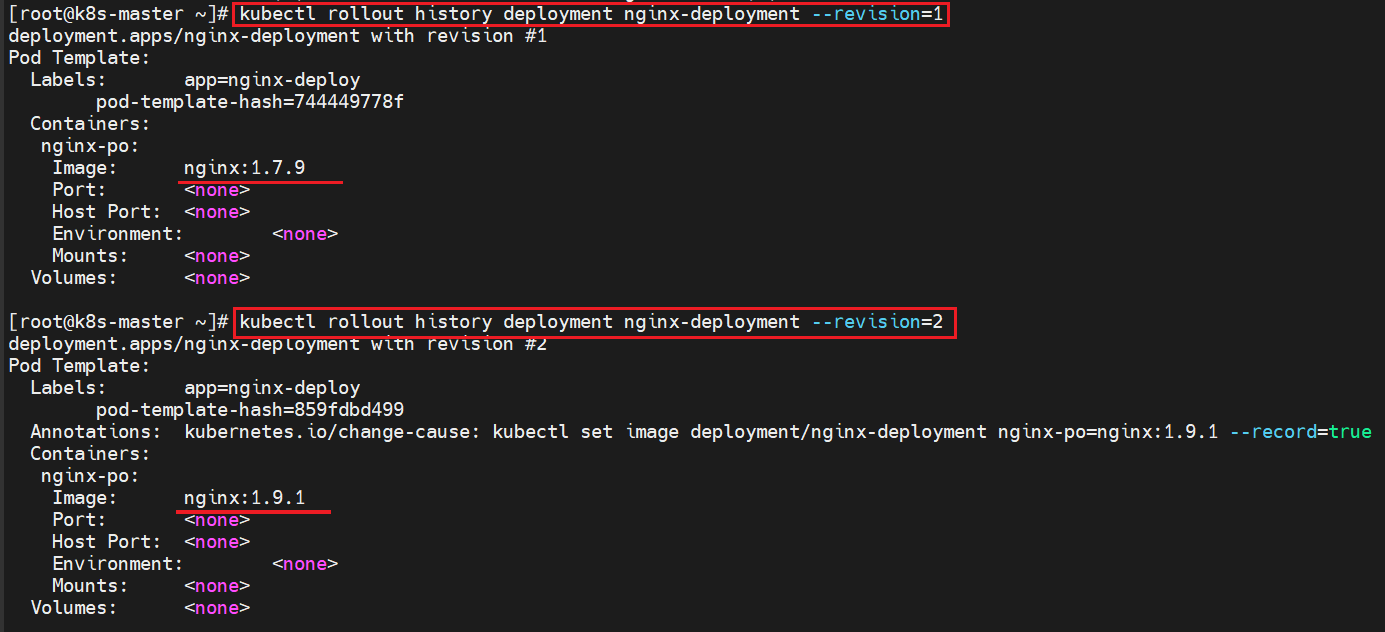 [root@k8s-master ~]# kubectl rollout history deployment nginx-deployment --revision=1
deployment.apps/nginx-deployment with revision #1
Pod Template:
  Labels:       app=nginx-deploy
        pod-template-hash=744449778f
  Containers:
   nginx-po:
    Image:      nginx:1.7.9
    Port:       <none>
    Host Port:  <none>
    Environment:        <none>
    Mounts:     <none>
  Volumes:      <none>

[root@k8s-master ~]# kubectl rollout history deployment nginx-deployment --revision=2
deployment.apps/nginx-deployment with revision #2
Pod Template:
  Labels:       app=nginx-deploy
        pod-template-hash=859fdbd499
  Annotations:  kubernetes.io/change-cause: kubectl set image deployment/nginx-deployment nginx-po=nginx:1.9.1 --record=true
  Containers:
   nginx-po:
    Image:      nginx:1.9.1
    Port:       <none>
    Host Port:  <none>
    Environment:        <none>
    Mounts:     <none>
  Volumes:      <none>